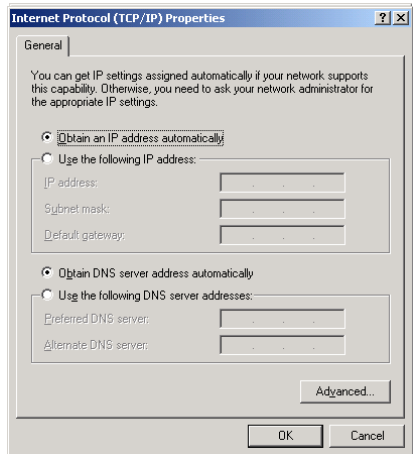 Internet Protocol (TCP/IP) Properties
General
You can get IP settings assigned automatically if your network supports
this capability. Otherwise, you need to ask your network administrator for
the appropriate IP settings.
Obtain an IP address automatically
Use the following IP address:
IP address:
Subnet mask:
Default gateway:
Obtain DNS server address automatically
Use the following DNS server addresses:
Preferred DNS server:
Alternate DNS server:
Advanced...
OK Cancel